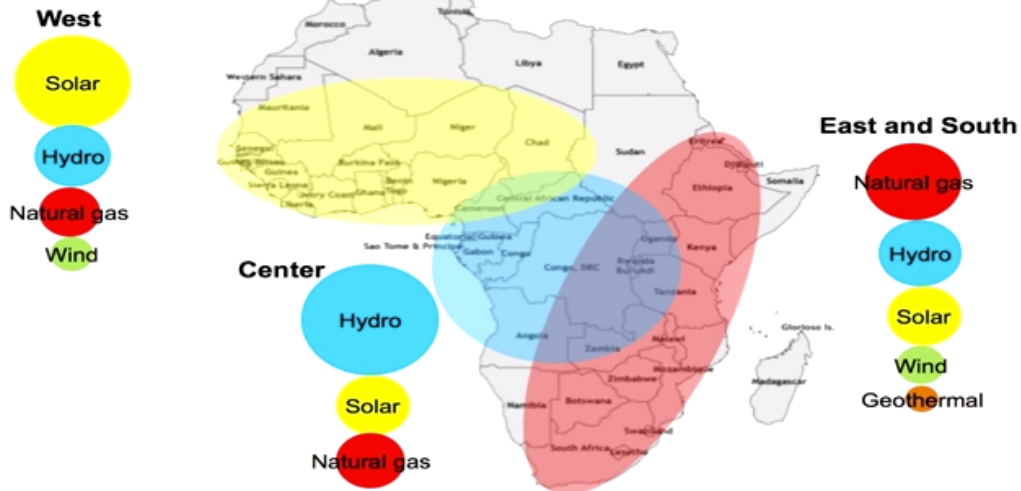 West
Solar
Hydro
Natural gas
Wind
Center
Hydro
Solar
Natural gas
East and South
Natural gas
Hydro
Solar
Wind
Geothermal
Morocco
Tunisia
Algeria
Libya
Egypt
Western Sahara
Mauritania
Mali
Niger
Chad
Sudan
Eritrea
Senegal
Guinea Bissau
Guinea
Sierra Leone
Liberia
Ivory Coast
Burkina Faso
Ghana
Togo
Benin
Nigeria
Djibouti
Somalia
Ethiopia
Cameroon
Central African Republic
Equatorial Guinea
Sao Tome & Principe
Gabon
Congo
Congo, DRC
Uganda
Kenya
Rwanda
Burundi
Tanzania
Angola
Zambia
Malawi
Mozambique
Zimbabwe
Glorioso Is.
Madagascar
Namibia
Botswana
Swaziland
South Africa
Lesotho